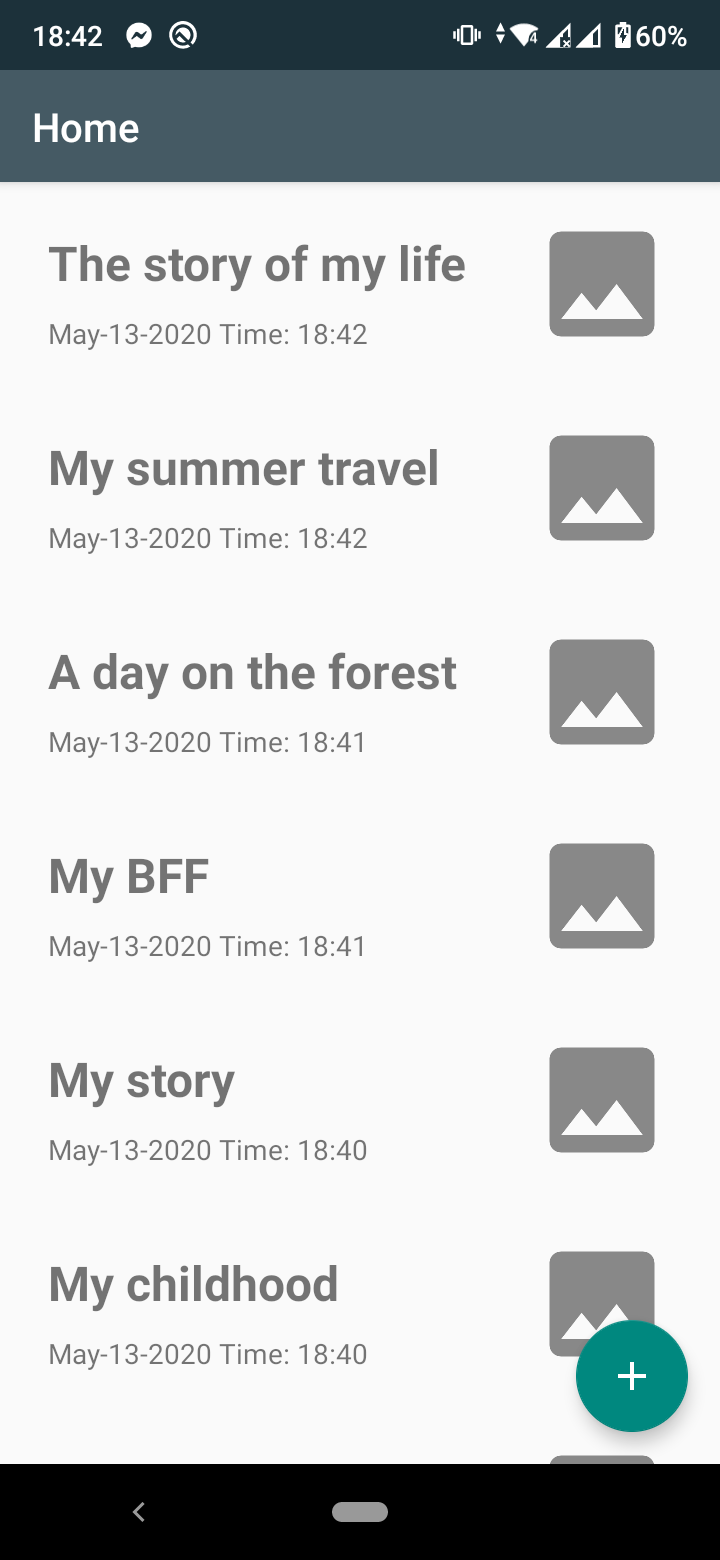 18:42
60%
Home
The story of my life
May-13-2020 Time: 18:42
My summer travel
May-13-2020 Time: 18:42
A day on the forest
May-13-2020 Time: 18:41
My BFF
May-13-2020 Time: 18:41
My story
May-13-2020 Time: 18:40
My childhood
May-13-2020 Time: 18:40